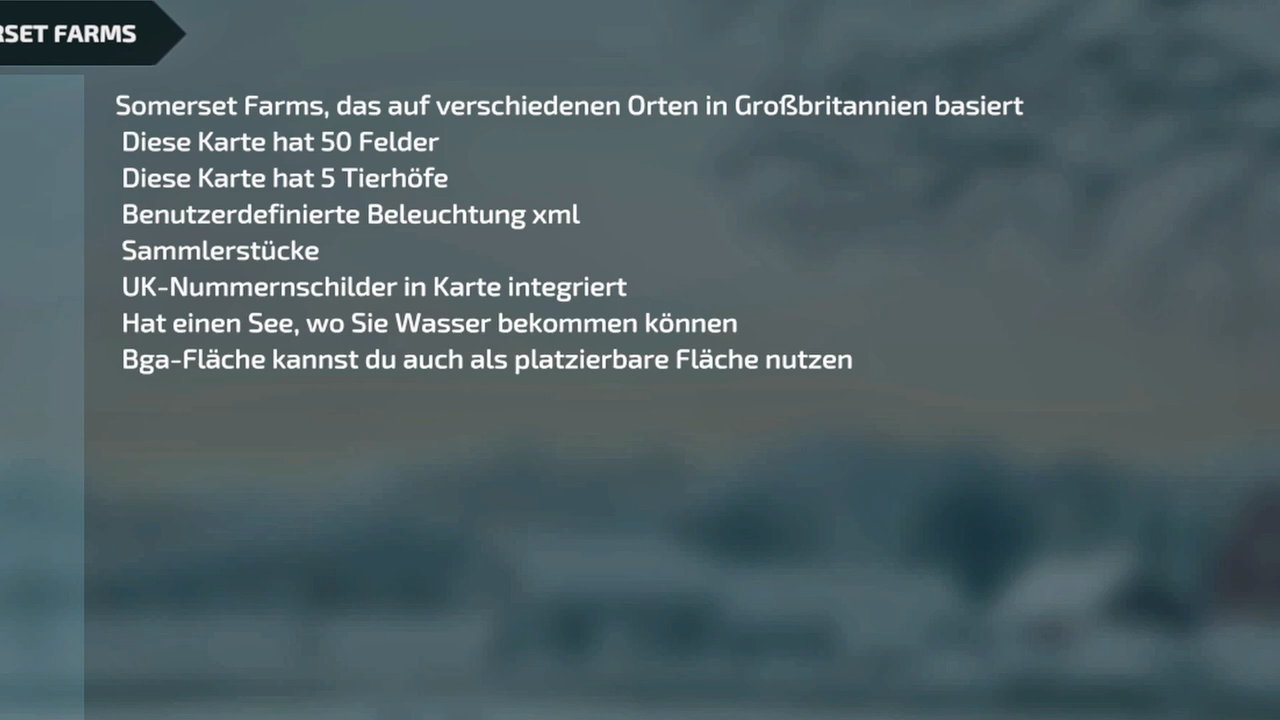 RSET FARMS
Somerset Farms, das auf verschiedenen Orten in Großbritannien basiert
Diese Karte hat 50 Felder
Diese Karte hat 5 Tierhöfe
Benutzerdefinierte Beleuchtung xml
Sammlerstücke
UK-Nummernschilder in Karte integriert
Hat einen See, wo Sie Wasser bekommen können
Bga-Fläche kannst du auch als platzierbare Fläche nutzen